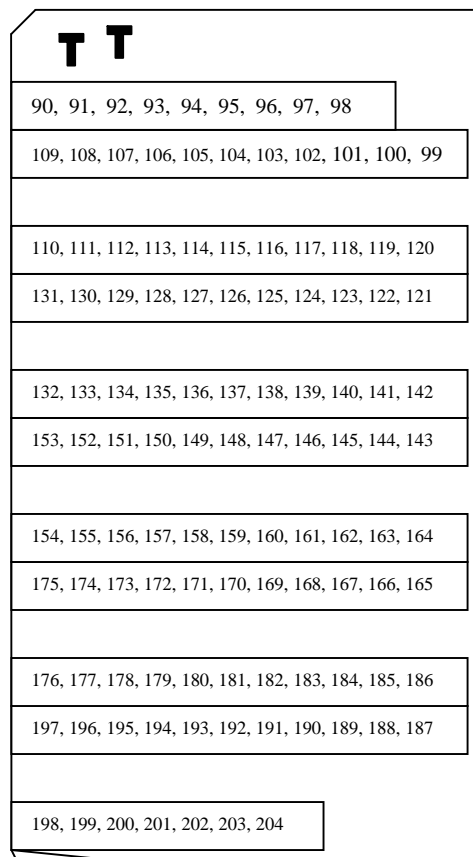 T T
90, 91, 92, 93, 94, 95, 96, 97, 98
109, 108, 107, 106, 105, 104, 103, 102, 101, 100, 99
110, 111, 112, 113, 114, 115, 116, 117, 118, 119, 120
131, 130, 129, 128, 127, 126, 125, 124, 123, 122, 121
132, 133, 134, 135, 136, 137, 138, 139, 140, 141, 142
153, 152, 151, 150, 149, 148, 147, 146, 145, 144, 143
154, 155, 156, 157, 158, 159, 160, 161, 162, 163, 164
175, 174, 173, 172, 171, 170, 169, 168, 167, 166, 165
176, 177, 178, 179, 180, 181, 182, 183, 184, 185, 186
197, 196, 195, 194, 193, 192, 191, 190, 189, 188, 187
198, 199, 200, 201, 202, 203, 204